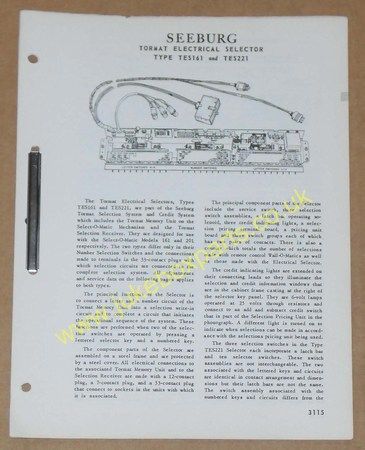 SEEBURG
TORMAT ELECTRICAL SELECTOR
TYPE TES161 and TES221
The Tormat Electrical Selectors, Types
TES161 and TES221, are part of the Seeburg
Tormat Selection System and Credit System
which includes the Tormat Memory Unit on the
Select-O-Matic Mechanism and the Tormat
Selection Receiver. They are designed for use
with the Select-O-Matic Models 161 and 201
respectively. The two types differ only in their
Number Selection Switches and the connections
made to terminals in the 53-contact plugs
which selection circuits are connected to
complete selection system. The
and service data on the following applies
to both types.
The principal function of the Selector is
to connect a in the circuit of the
Tormat Memory into a selection write-in
circuit and complete a circuit that initiates
the operational sequence of the system. These
functions are performed when two of the selec-
tion switches are operated by pressing a
lettered selector key and a numbered key.
The component parts of the Selector are
assembled on a steel frame and are protected
by a steel cover. All electrical connections to
the associated Tormat Memory Unit and to the
Selection Receiver are made with a 12-contact
plug, a 3-contact plug, and a 53-contact plug
that connect to sockets in the units with which
it is associated.
The principal component parts of the Selector
include the service switch, the selection
switch assemblies, a latch bar operating so-
lenoid, three credit indicating lights, a selec-
tion pricing terminal board, a pricing unit
board and two switch groups each of which
has two pairs of contacts. There is also a
which totals the number of selections
made at remote control Wall-O-Matics as well
as those made with the Electrical Selector.
The credit indicating lights are extended on
their connecting leads so they illuminate the
selection and credit information windows that
are in the cabinet frame casting at the right of
the selector key panel. They are 6-volt lamps
operated at 25 volts through resistors and
connect to an add and subtract credit switch
that is part of the Selection Pricing Unit in the
phonograph. A different light is turned on to
indicate when selections can be made in accord-
ance with the selections pricing unit being used.
The three selection switches in the Type
TES221 Selector each incorporate a latch bar
and ten selector switches. These switch
assemblies are not interchangeable. The two
associated with the lettered keys and circuits
are identical in contact arrangement and dimen-
sions but their latch bars are not the same.
The switch assembly associated with the
numbered keys and circuits differs from the
3115